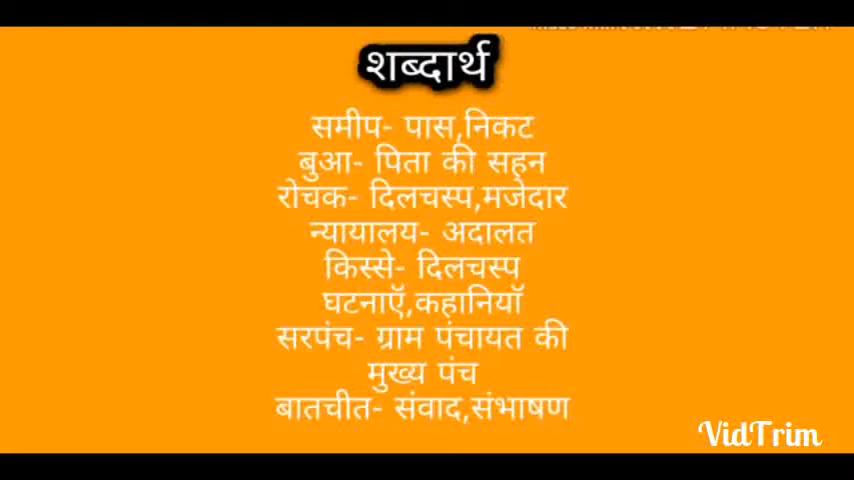 शब्दार्थ
समीप- पास,निकट
बुआ- पिता की सहन
रोचक- दिलचस्प,मजेदार
न्यायालय- अदालत
किस्से- दिलचस्प
घटनाऍ,कहानियॉ
सरपंच- ग्राम पंचायत की
मुख्य पंच
बातचीत- संवाद,संभाषण
VidTrim